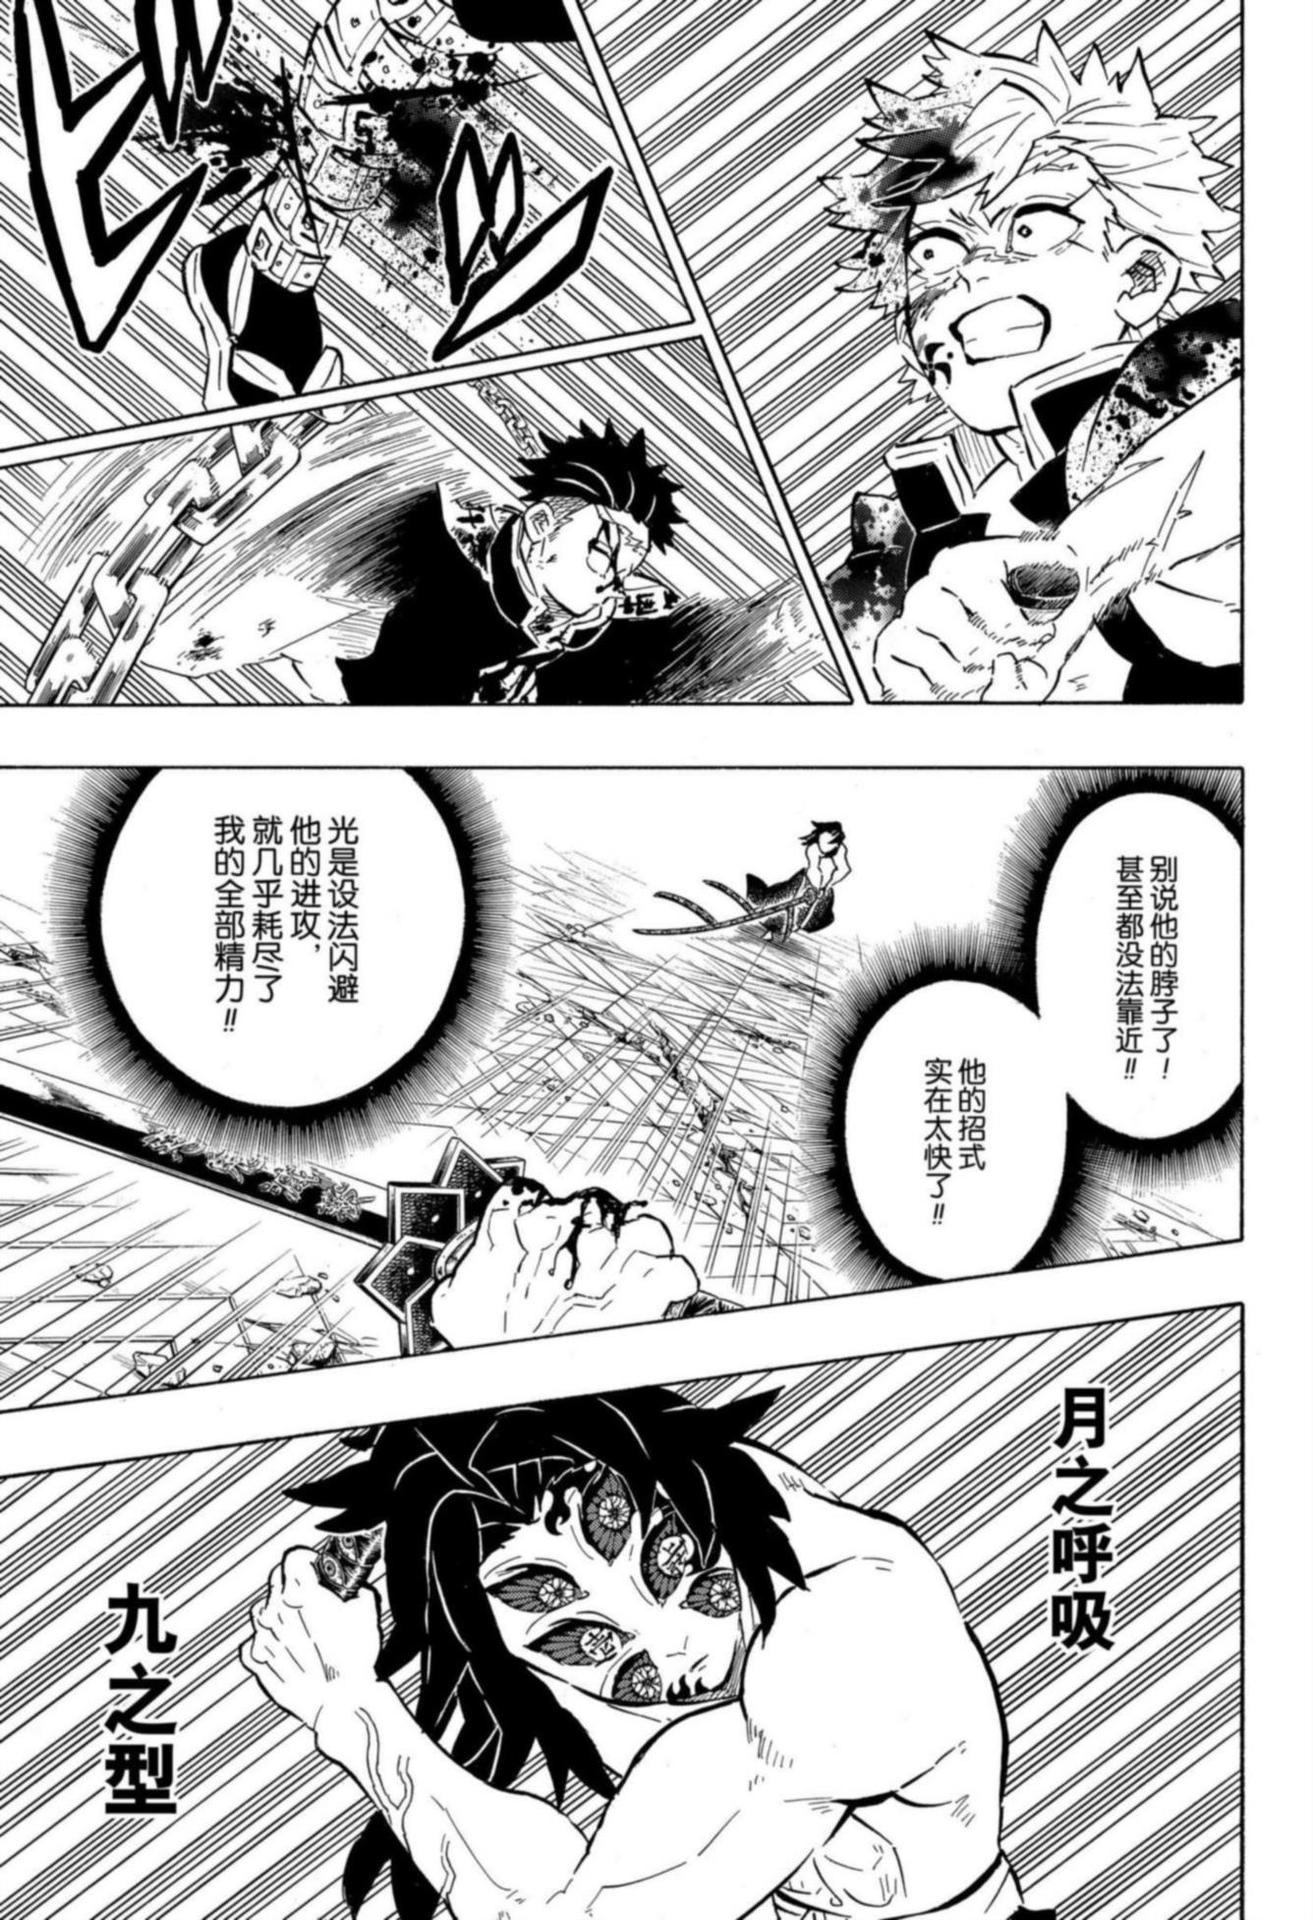 ビッ
别说他的脖子了！
甚至都没法靠近!!
他的招式
实在太快了!!
光是设法闪避
他的进攻，
就几乎耗尽了
我的全部精力!!
月之呼吸
九之型